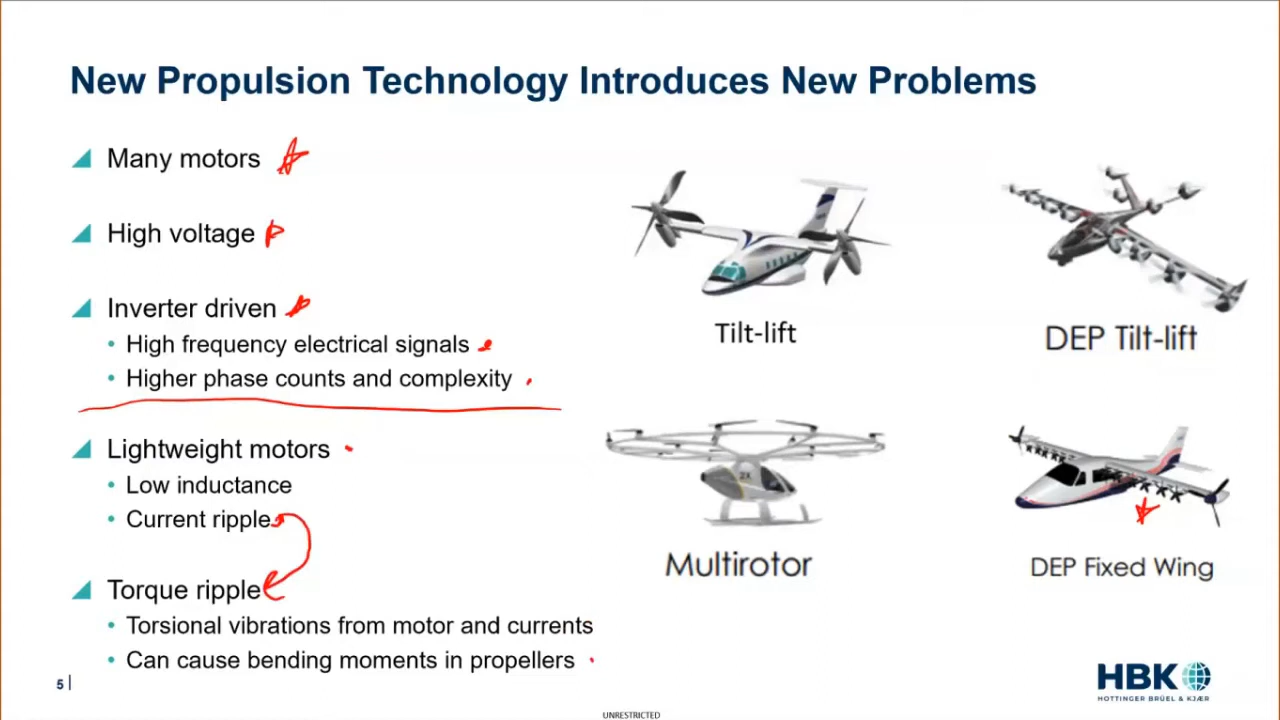 New Propulsion Technology Introduces New Problems
Many motors
High voltage
Inverter driven
High frequency electrical signals
Higher phase counts and complexity
Lightweight motors
Low inductance
Current ripple
Torque ripple
Torsional vibrations from motor and currents
Can cause bending moments in propellers
Tilt-lift
DEP Tilt-lift
Multirotor
DEP Fixed Wing
5
HBK
HOTTINGER BRÜEL & KJÆR
UNRESTRICTED